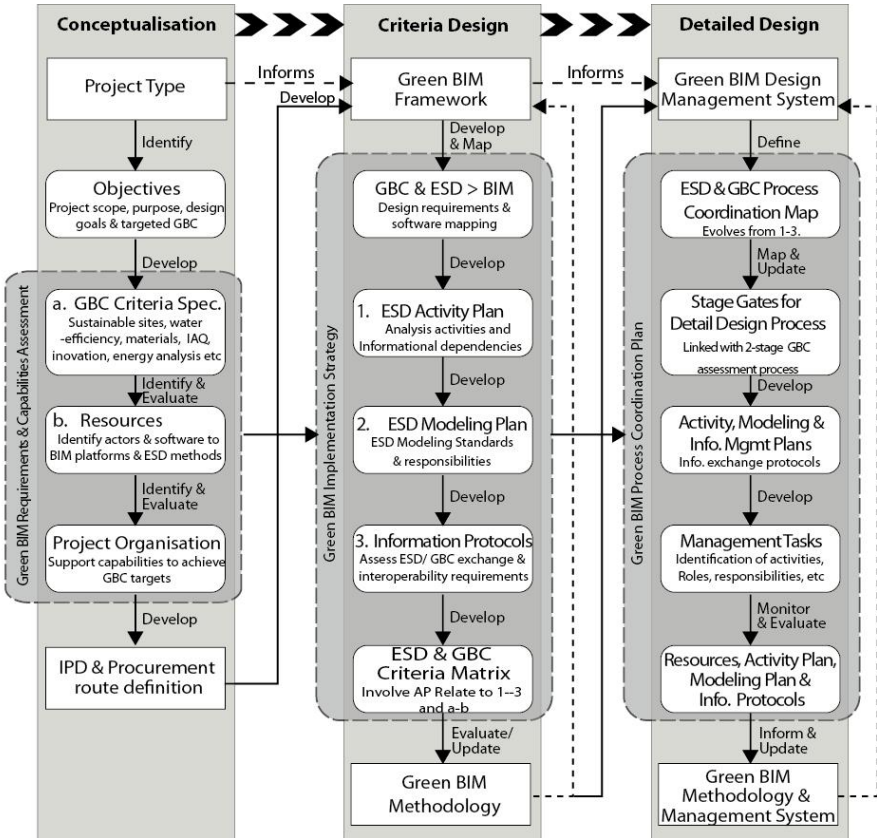 Conceptualisation
Project Type
Identify
Objectives
Project scope, purpose, design
goals & targeted GBC
Develop
Green BIM Requirements & Capabilities Assessment
a. GBC Criteria Spec.
Sustainable sites, water
-efficiency, materials, IAQ,
inovation, energy analysis etc
Identify &
Evaluate
b. Resources
Identify actors & software to
BIM platforms & ESD methods
Identify &
Evaluate
Project Organisation
Support capabilities to achieve
GBC targets
Develop
IPD & Procurement
route definition
Informs
Develop
Criteria Design
Green BIM
Framework
Develop
& Map
Green BIM Implementation Strategy
GBC & ESD > BIM
Design requirements &
software mapping
Develop
1. ESD Activity Plan
Analysis activities and
Informational dependencies
Develop
2. ESD Modeling Plan
ESD Modeling Standards
& responsibilities
Develop
3. Information Protocols
Assess ESD/ GBC exchange &
interoperability requirements
Develop
ESD & GBC
Criteria Matrix
Involve AP Relate to 1--3
and a-b
Evaluate/
Update
Green BIM
Methodology
Informs
Detailed Design
Green BIM Design
Management System
Define
Green BIM Process Coordination Plan
ESD & GBC Process
Coordination Map
Evolves from 1-3.
Map &
Update
Stage Gates for
Detail Design Process
Linked with 2-stage GBC
assessment process
Develop
Activity, Modeling &
Info. Mgmt Plans
Info. exchange protocols
Develop
Management Tasks
Identification of activities,
Roles, responsibilities, etc
Monitor
& Evaluate
Resources, Activity Plan,
Modeling Plan &
Info. Protocols
Inform &
Update
Green BIM
Methodology &
Management System